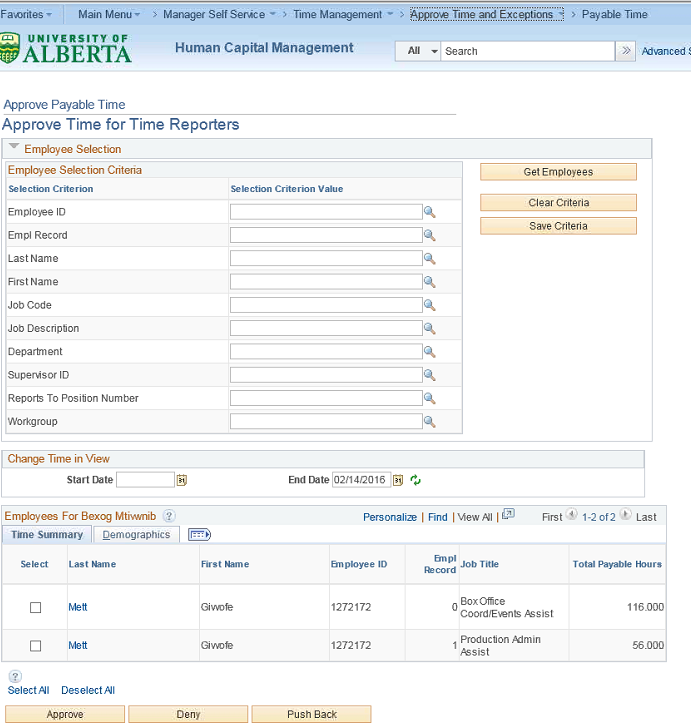 Favorites Main Menu > Manager Self Service > Time Management > Approve Time and Exceptions > Payable Time
UNIVERSITY OF
ALBERTA
Human Capital Management
All Search >> Advanced S
Approve Payable Time
Approve Time for Time Reporters
Employee Selection
Employee Selection Criteria
Selection Criterion Selection Criterion Value
Get Employees
Employee ID
Clear Criteria
Empl Record
Save Criteria
Last Name
First Name
Job Code
Job Description
Department
Supervisor ID
Reports To Position Number
Workgroup
Change Time in View
Start Date 31 End Date 02/14/2016 31
Employees For Bexog Mtiwwnib ? Personalize | Find | View All | First 1-2 of 2 Last
Time Summary Demographics
Select Last Name First Name Employee ID Empl Record Job Title Total Payable Hours
Mett Giwofe 1272172 0 Box Office Coord/Events Assist 116.000
Mett Giwofe 1272172 1 Production Admin Assist 56.000
?
Select All Deselect All
Approve Deny Push Back